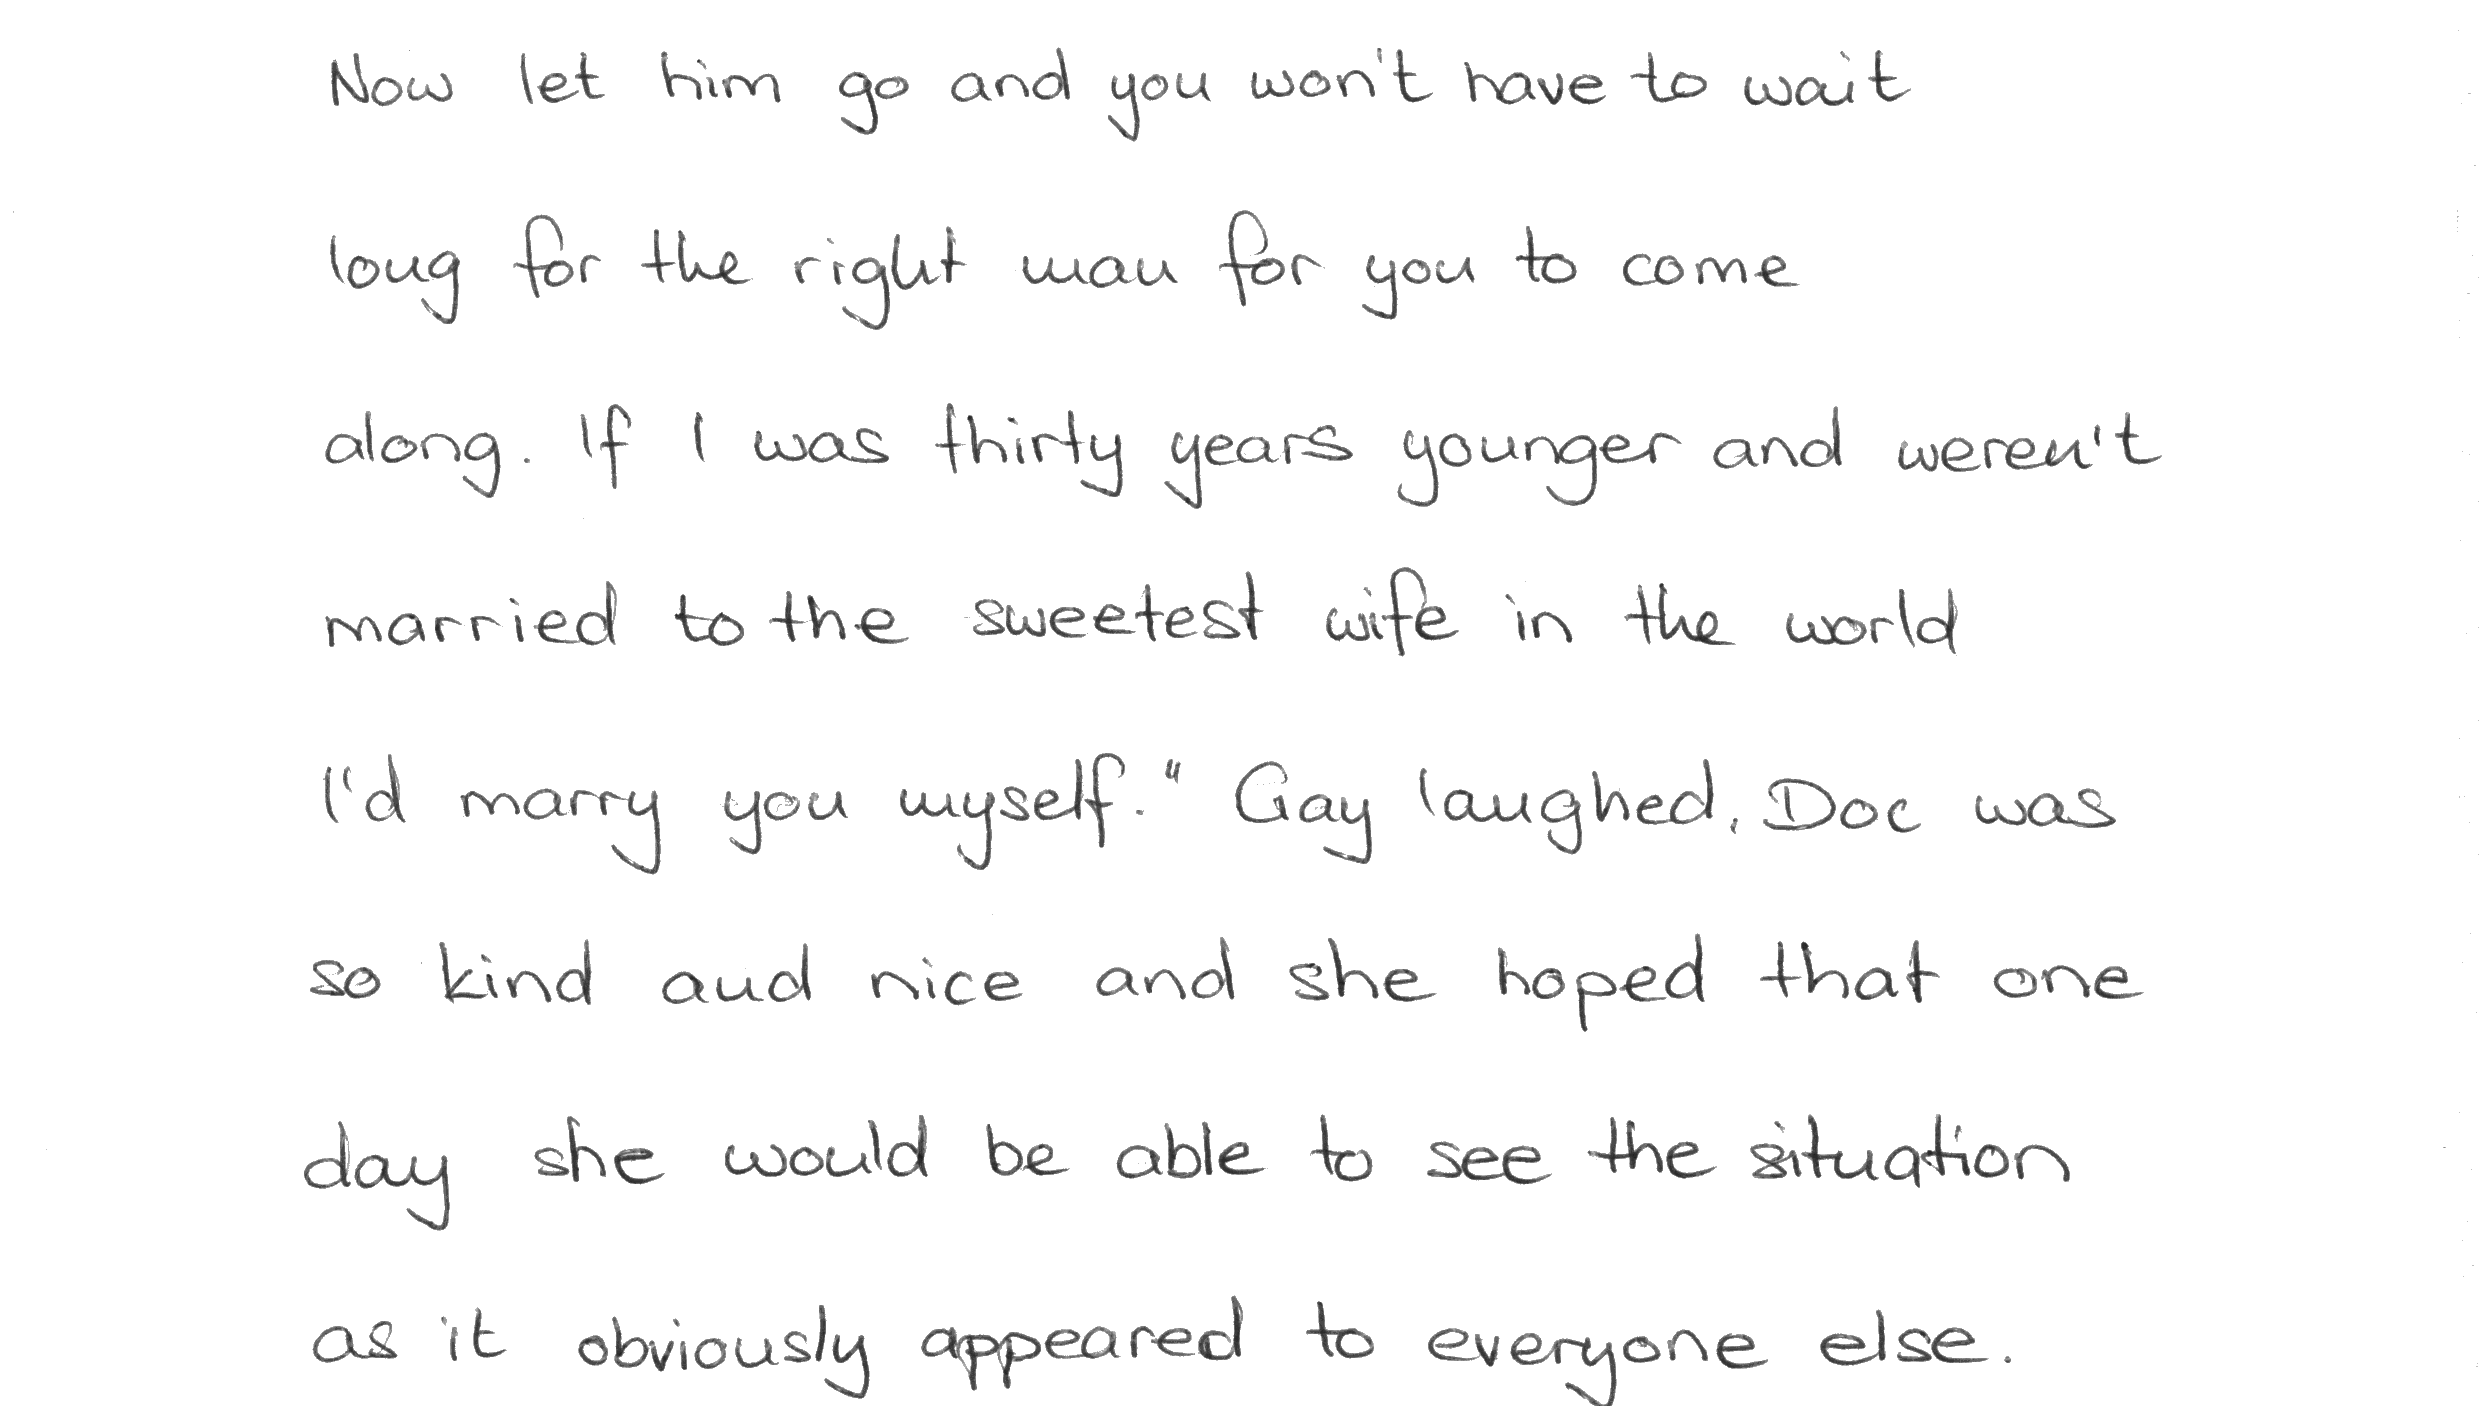 Now let him go and you won't have to wait
long for the right man for you to come
along. If I was thirty years younger and weren't
married to the sweetest wife in the world
I'd marry you myself." Gay laughed. Doc was
so kind and nice and she hoped that one
day she would be able to see the situation
as it obviously appeared to everyone else.